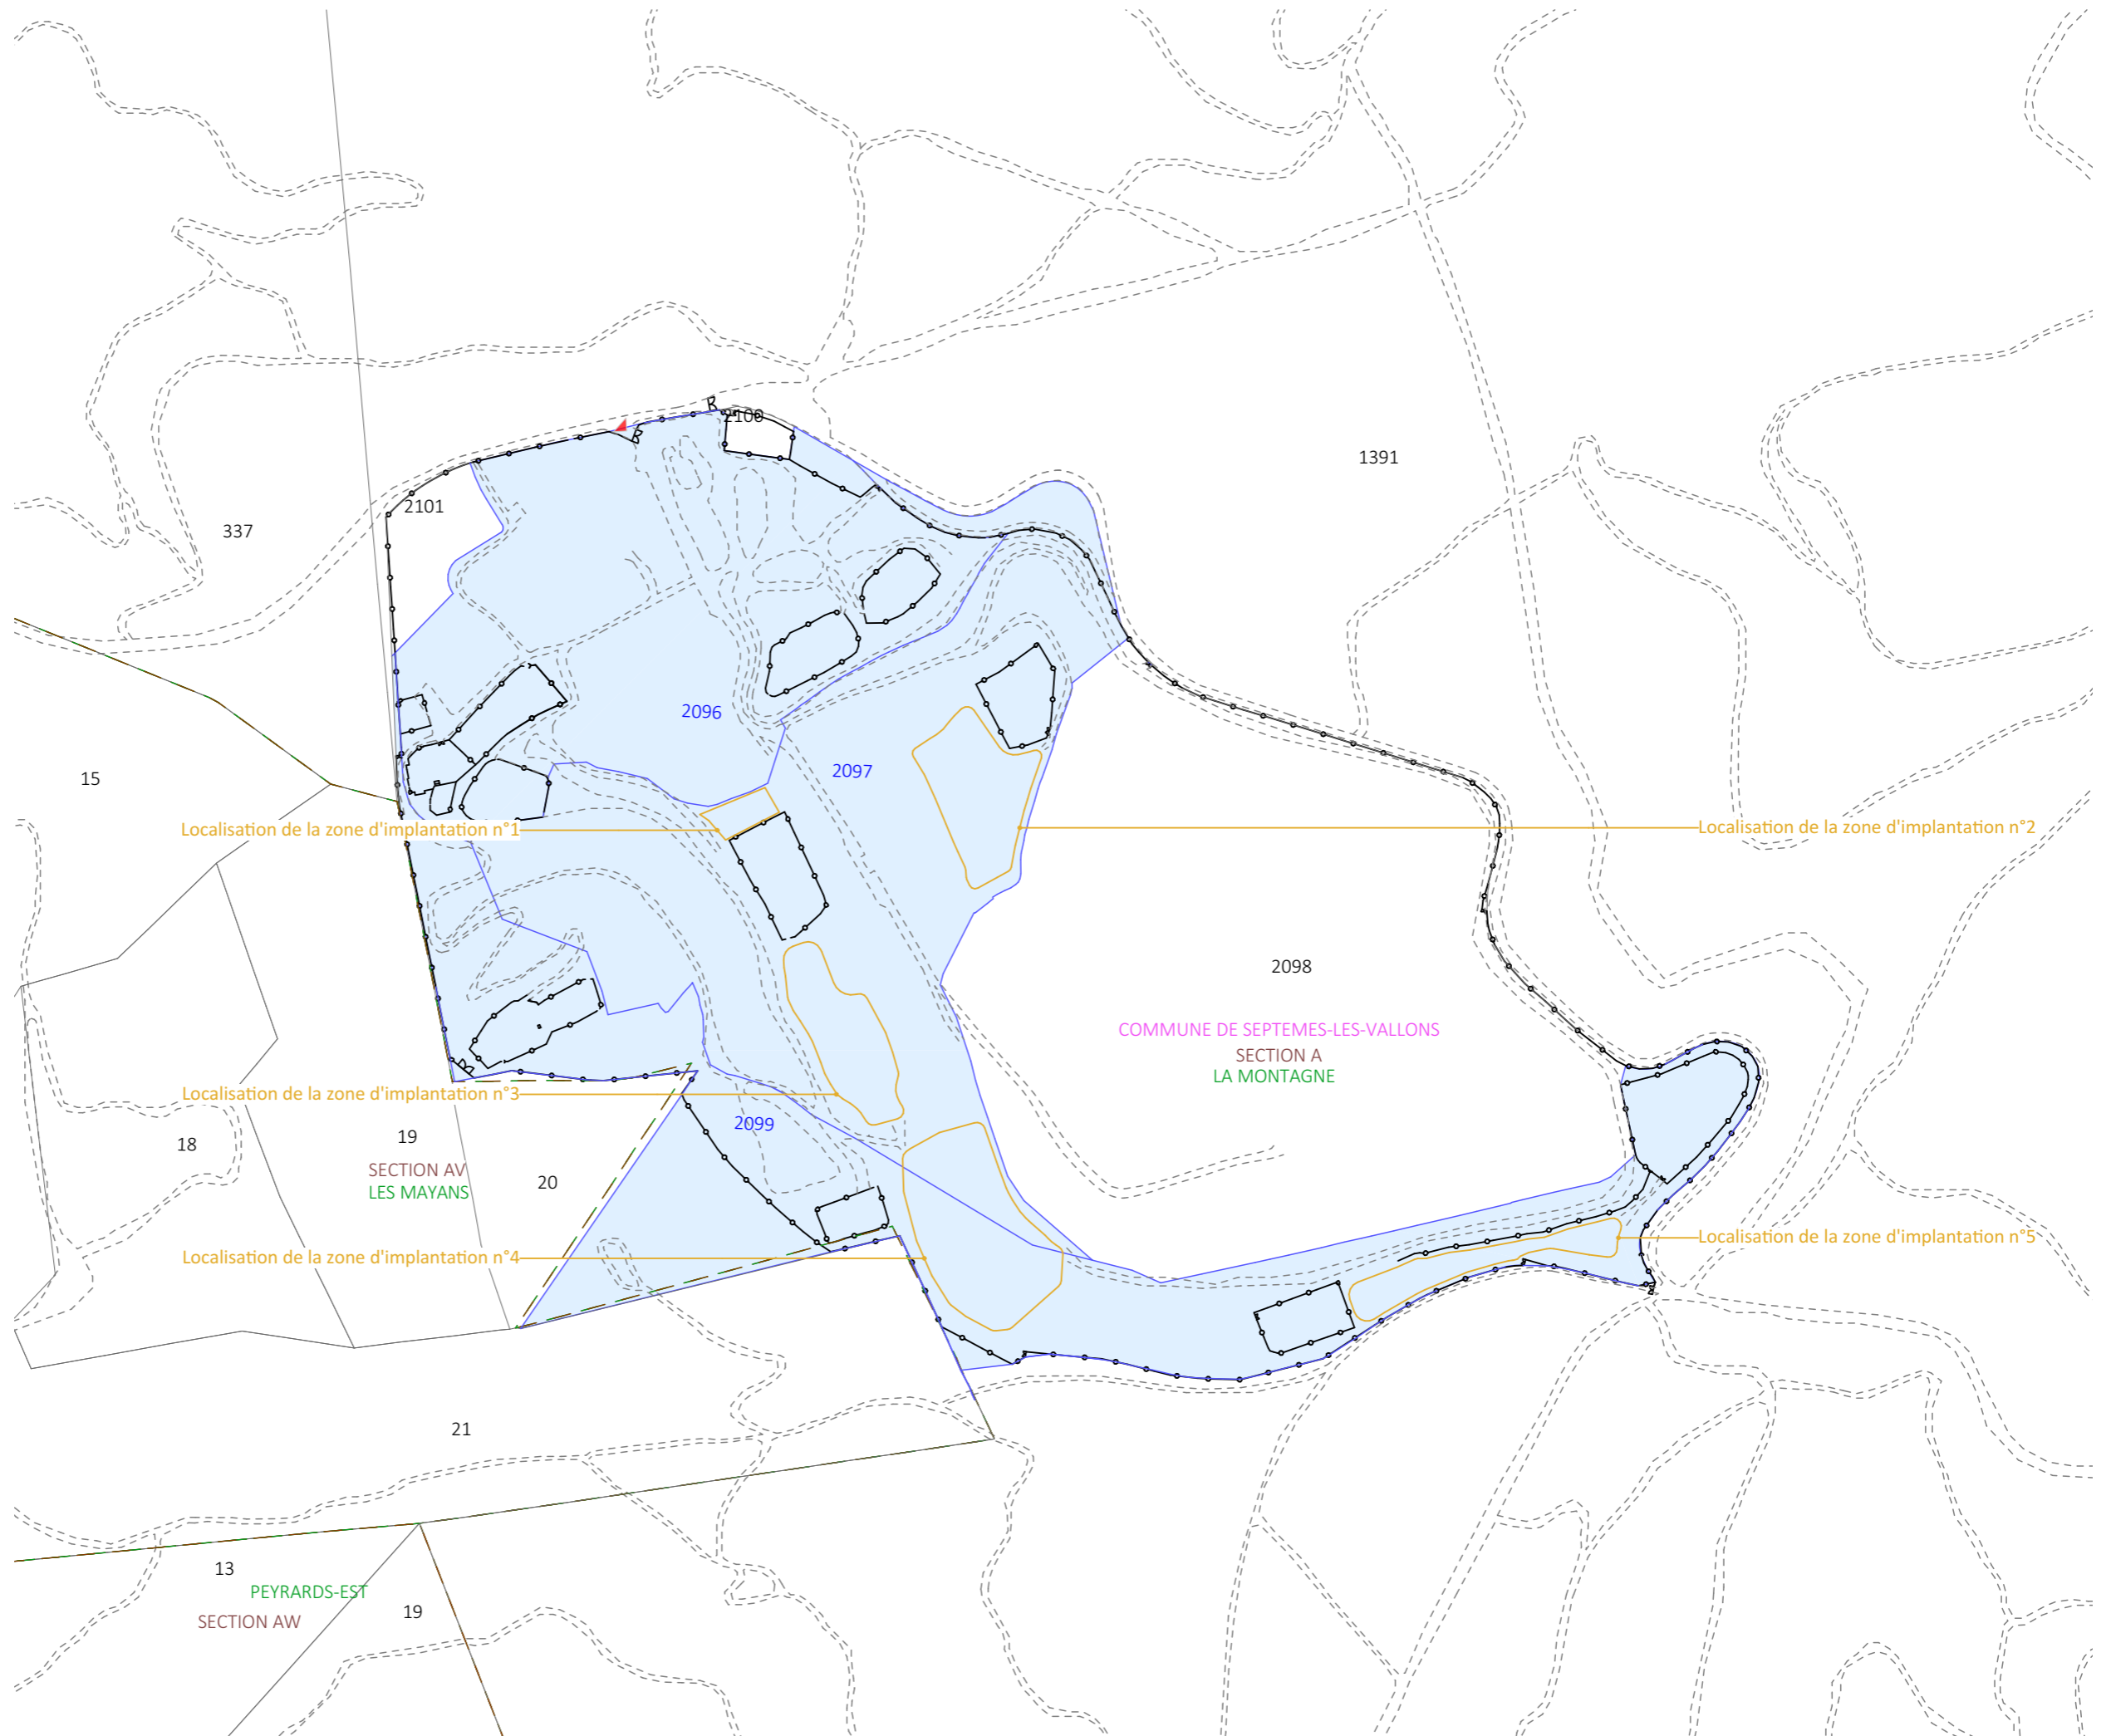 2100
1391
2101
337
2096
2097
15
Localisation de la zone d'implantation n°1
Localisation de la zone d'implantation n°2
2098
COMMUNE DE SEPTEMES-LES-VALLONS
SECTION A
LA MONTAGNE
Localisation de la zone d'implantation n°3
2099
18
19
SECTION AV
LES MAYANS
20
Localisation de la zone d'implantation n°4
Localisation de la zone d'implantation n°5
21
13
PEYRARDS-EST
SECTION AW
19